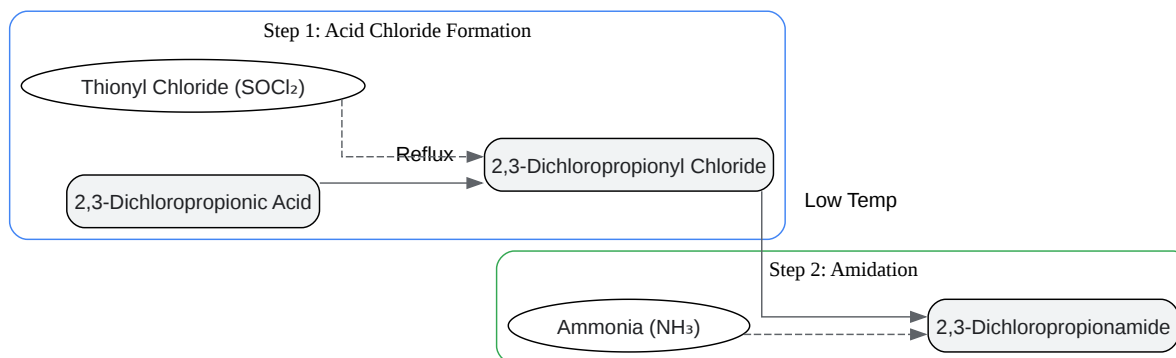 Step 1: Acid Chloride Formation
Thionyl Chloride (SOCl₂)
Reflux
2,3-Dichloropropionyl Chloride
2,3-Dichloropropionic Acid
Low Temp
Step 2: Amidation
Ammonia (NH₃)
2,3-Dichloropropionamide